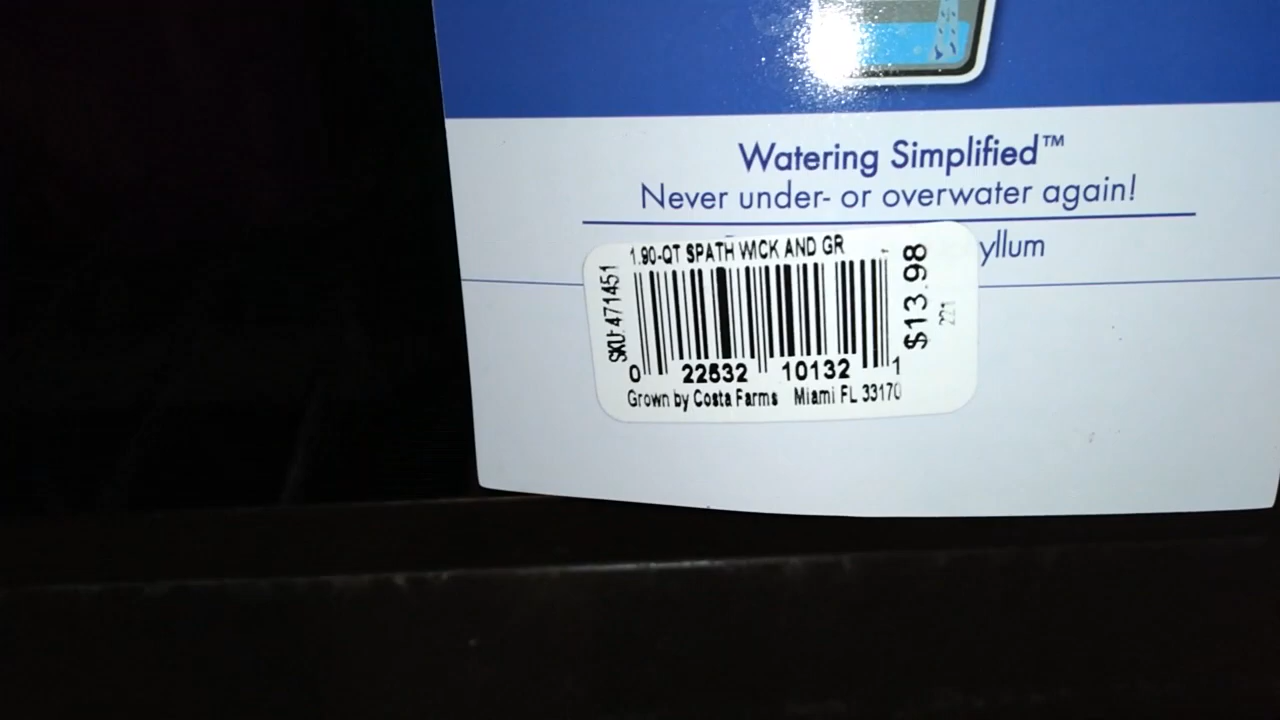 Watering Simplified™
Never under- or overwater again!
yllum
1.90-QT SPATH WICK AND GR
SKU: 471451
$13.98
221
0 22532 10132 1
Grown by Costa Farms Miami FL 33170